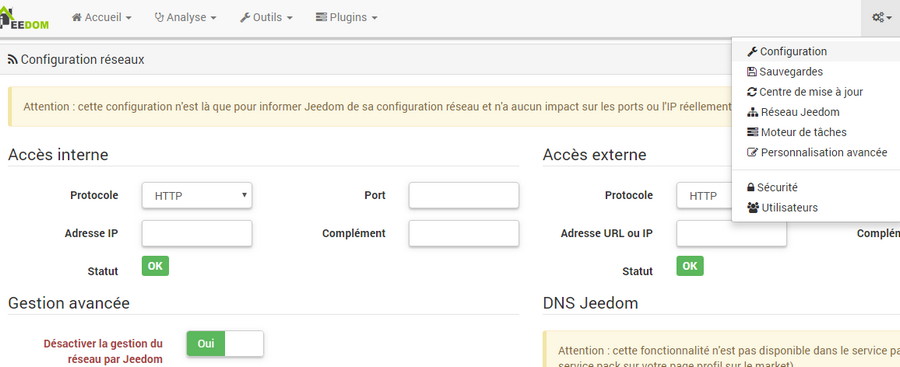 EEDOM Accueil Analyse Outils Plugins
Configuration
Sauvegardes
Centre de mise à jour
Réseau Jeedom
Moteur de tâches
Personnalisation avancée
Sécurité
Utilisateurs
Configuration réseaux
Attention : cette configuration n'est là que pour informer Jeedom de sa configuration réseau et n'a aucun impact sur les ports ou l'IP réellement
Accès interne
Protocole HTTP Port
Adresse IP Complément
Statut OK
Accès externe
Protocole HTTP
Adresse URL ou IP
Statut OK
Gestion avancée
Désactiver la gestion du
réseau par Jeedom
Oui
DNS Jeedom
Attention : cette fonctionnalité n'est pas disponible dans le service
service pack sur votre page profil sur le market)